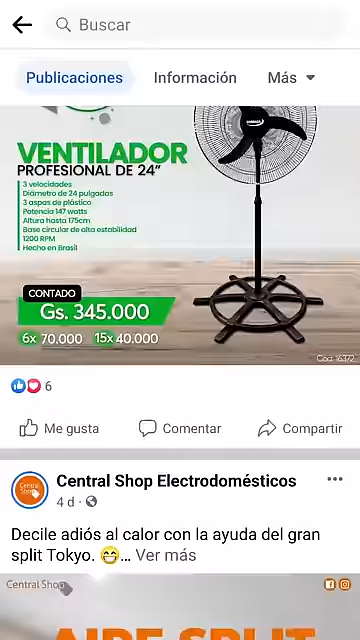 Buscar
Publicaciones Información Más
VENTILADOR
PROFESIONAL DE 24"
3 velocidades
Diámetro de 24 pulgadas
3 aspas de plástico
Potencia 147 watts
Altura hasta 175cm
Base circular de alta estabilidad
1200 RPM
Hecho en Brasil
CONTADO
Gs. 345.000
6x 70.000 15x 40.000
6
Me gusta Comentar Compartir
Central Shop Electrodomésticos
4 d ·
Decile adiós al calor con la ayuda del gran
split Tokyo. 😁... Ver más
Central Shop
AIRE SPLIT